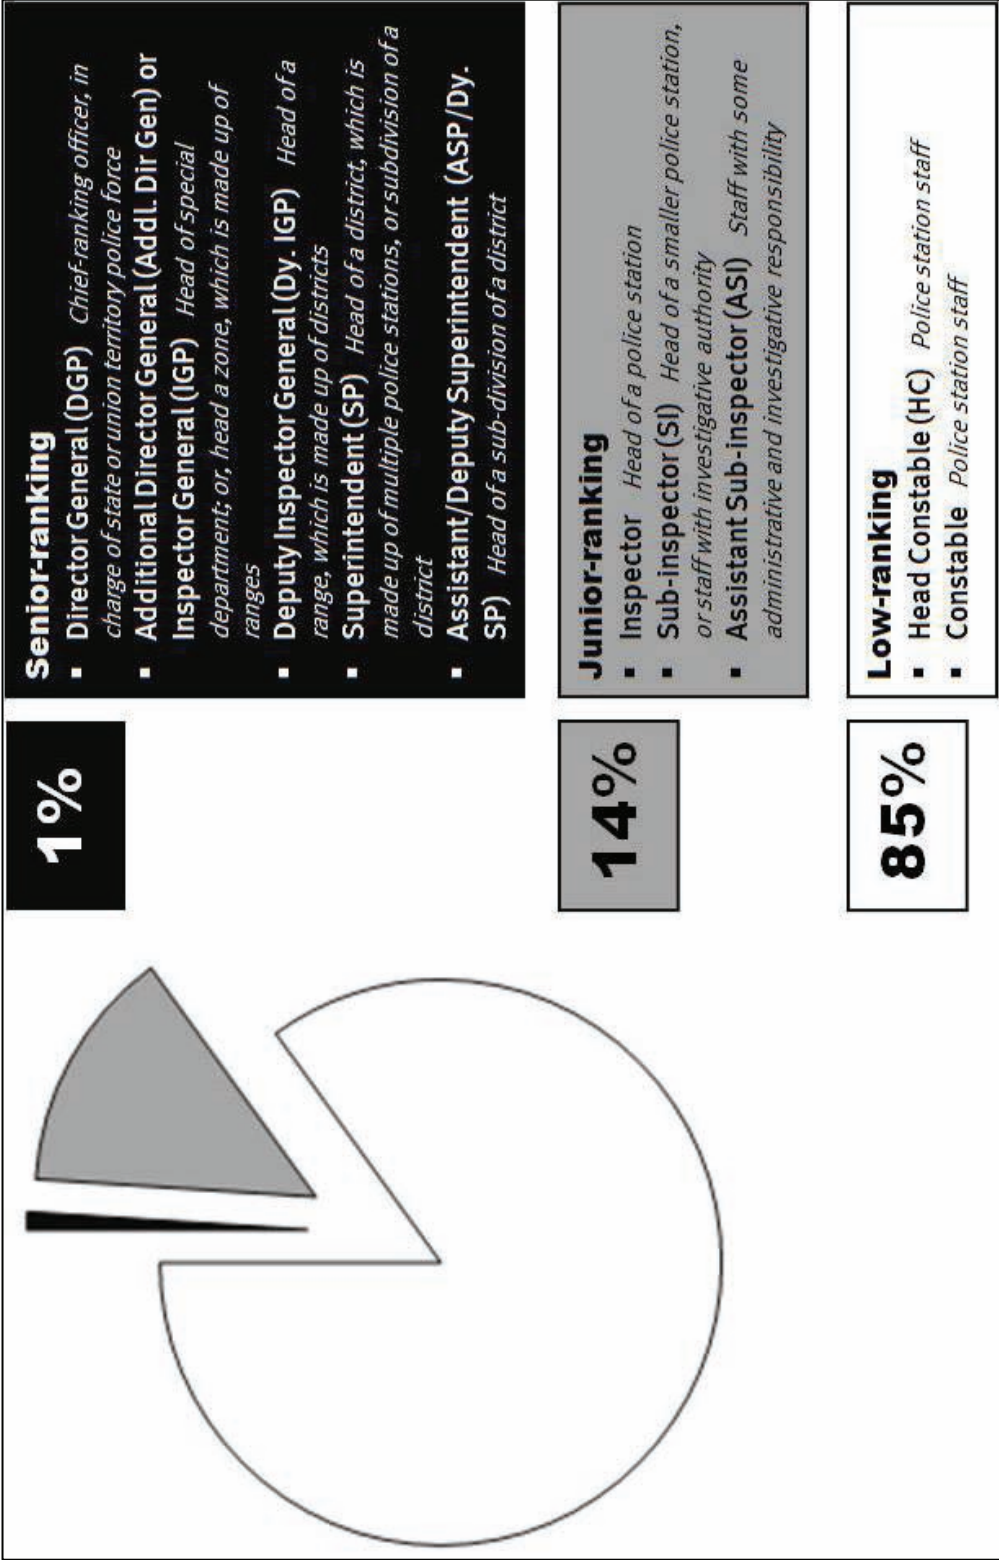 1%
Senior-ranking
▪ Director General (DGP) Chief-ranking officer, in
charge of state or union territory police force
▪ Additional Director General (Addl. Dir Gen) or
Inspector General (IGP) Head of special
department; or, head a zone, which is made up of
ranges
▪ Deputy Inspector General (Dy. IGP) Head of a
range, which is made up of districts
▪ Superintendent (SP) Head of a district, which is
made up of multiple police stations, or subdivision of a
district
▪ Assistant/Deputy Superintendent (ASP/Dy.
SP) Head of a sub-division of a district
14%
Junior-ranking
▪ Inspector Head of a police station
▪ Sub-inspector (SI) Head of a smaller police station,
or staff with investigative authority
▪ Assistant Sub-inspector (ASI) Staff with some
administrative and investigative responsibility
85%
Low-ranking
▪ Head Constable (HC) Police station staff
▪ Constable Police station staff